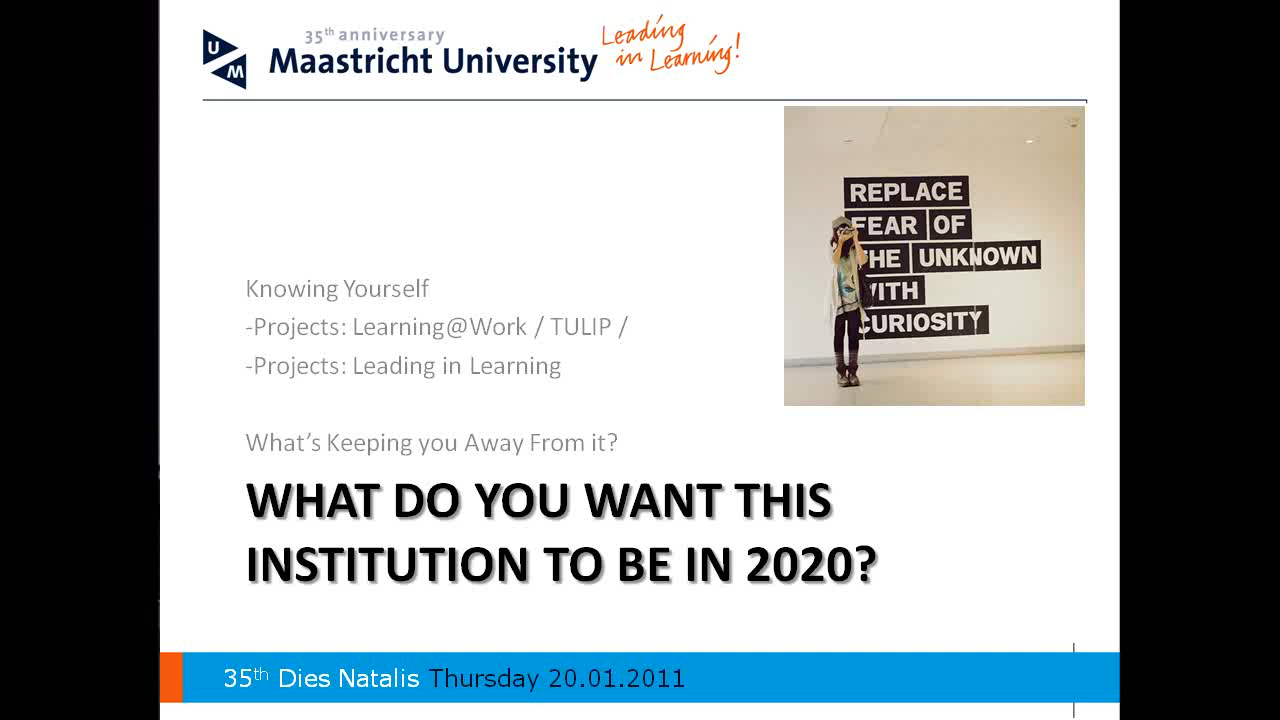 35th anniversary
Maastricht University
Leading
in Learning!
UM
REPLACE
FEAR OF
THE UNKNOWN
WITH
CURIOSITY
Knowing Yourself
-Projects: Learning@Work / TULIP /
-Projects: Leading in Learning
What's Keeping you Away From it?
WHAT DO YOU WANT THIS
INSTITUTION TO BE IN 2020?
35th Dies Natalis Thursday 20.01.2011